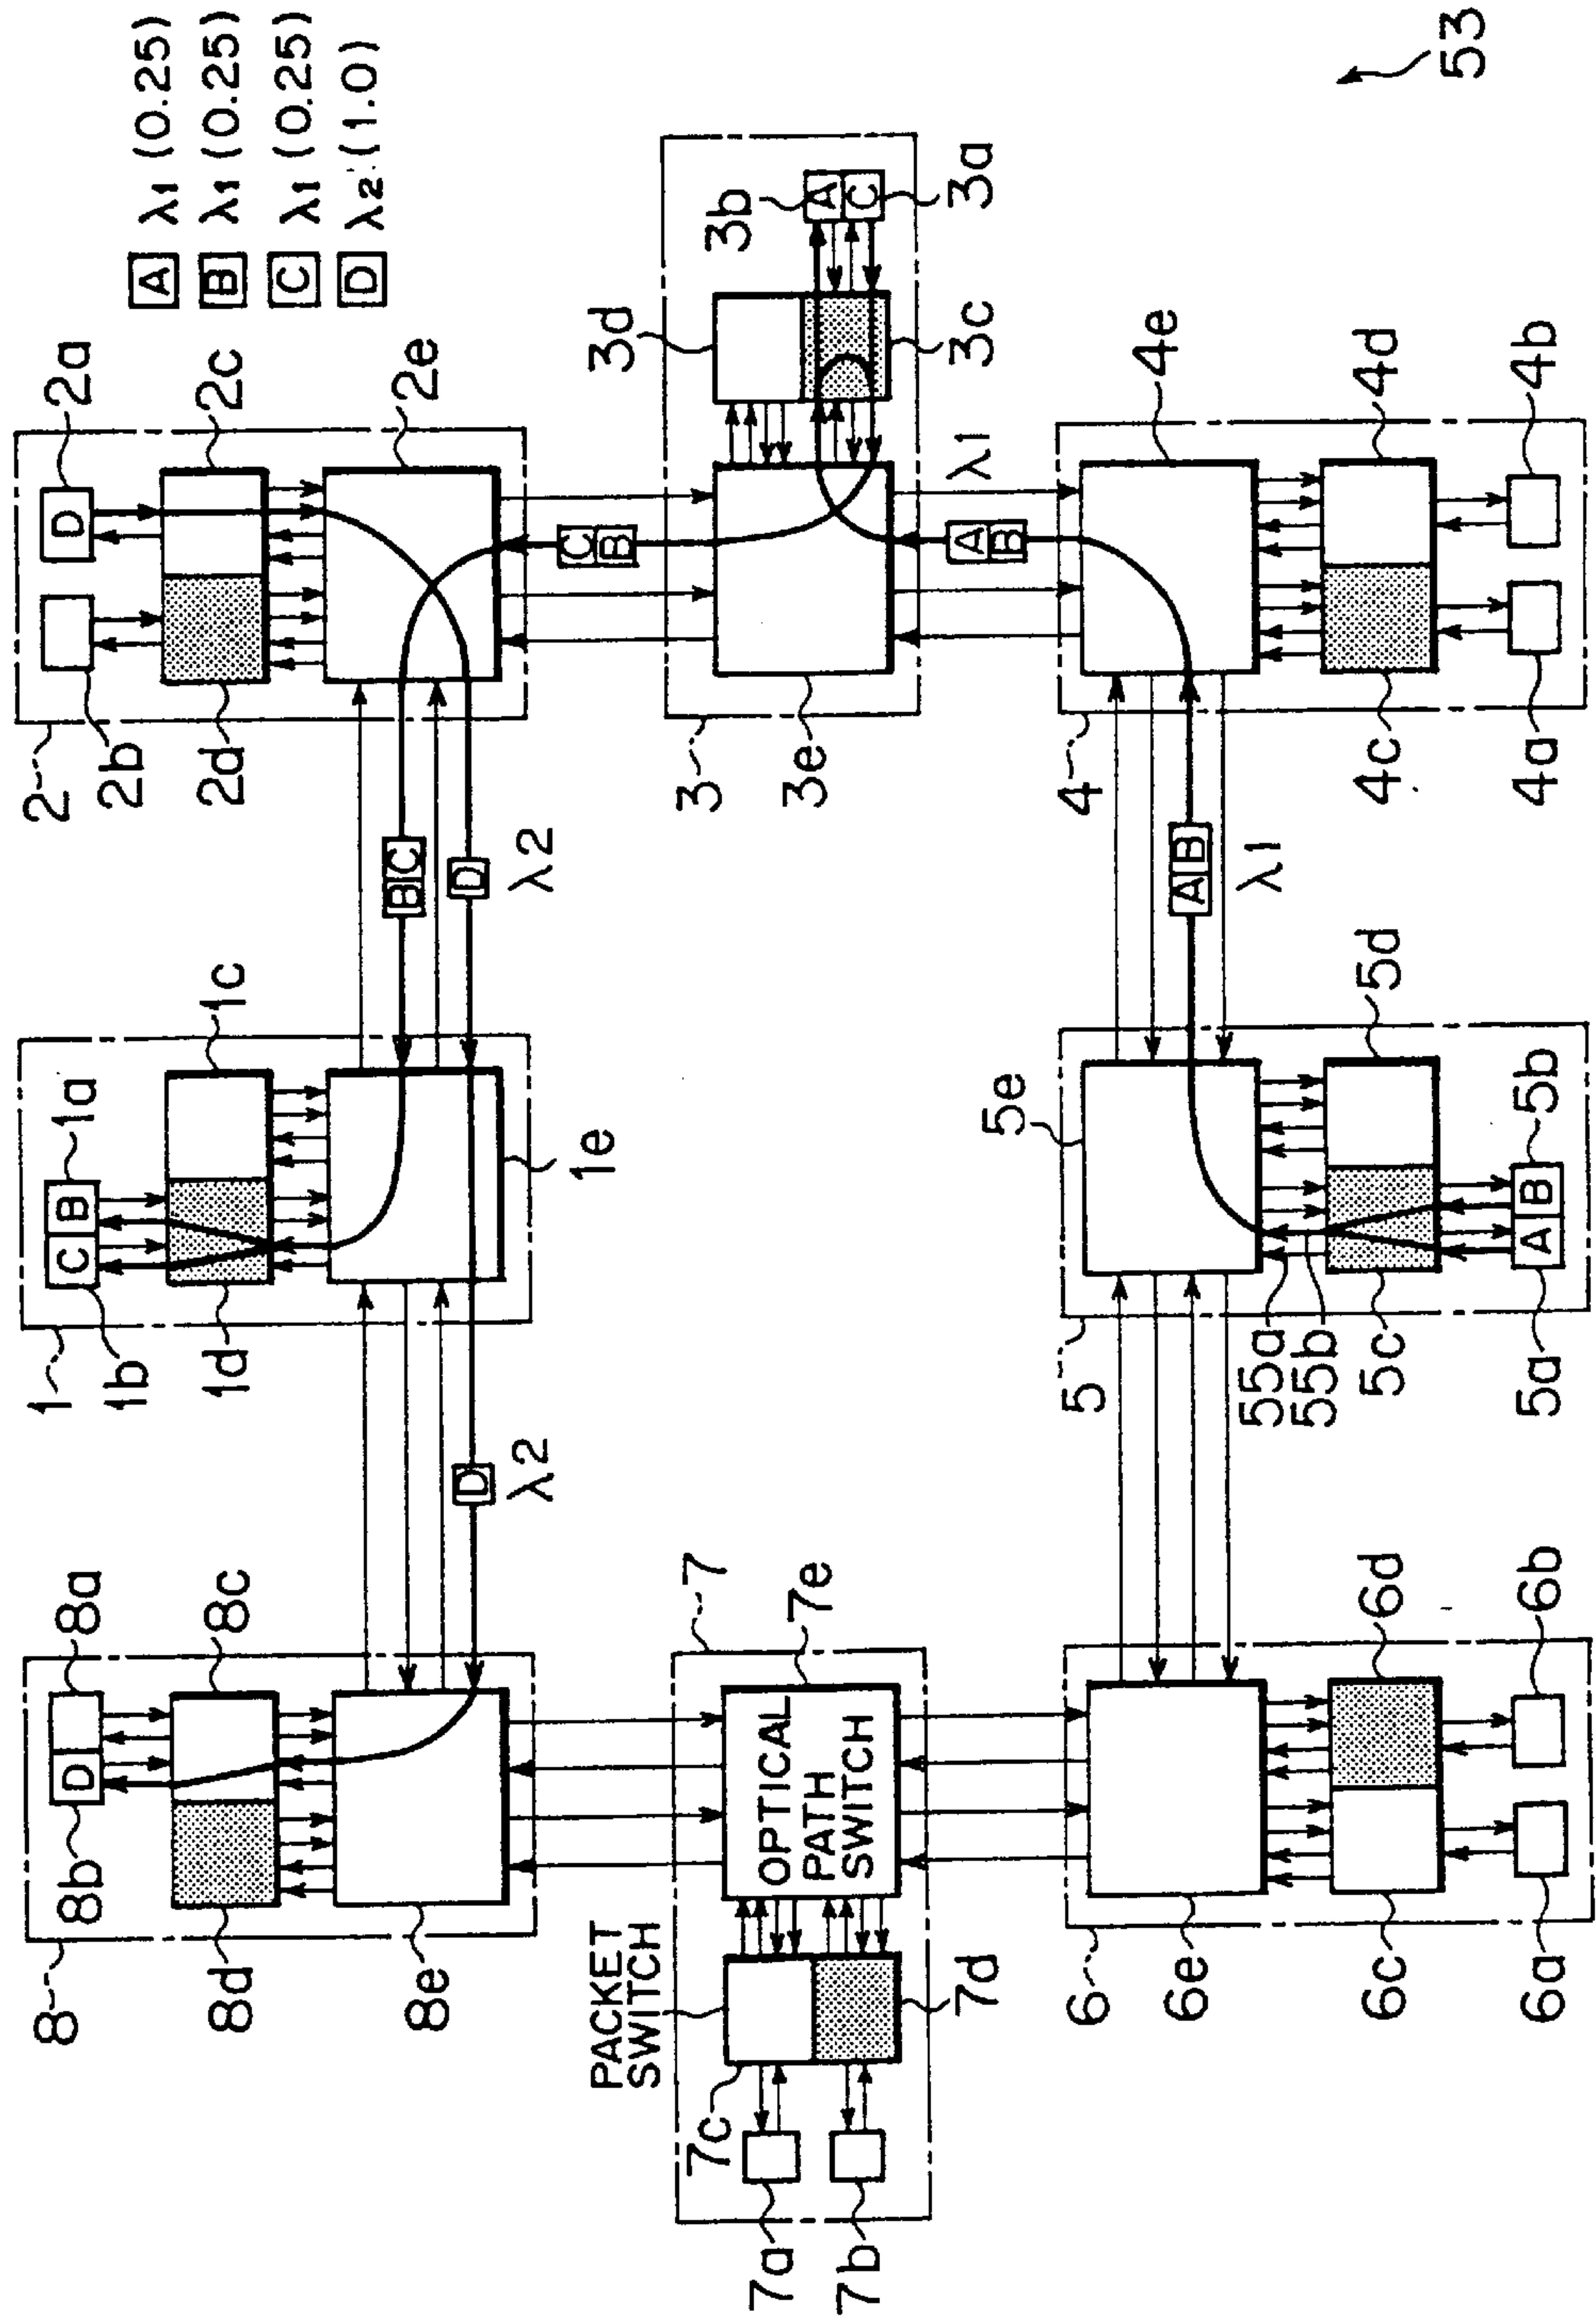 A λ1 (0.25)
B λ1 (0.25)
C λ1 (0.25)
D λ2 (1.0)
53
8
8b
8a
D
8d
8c
8e
D
λ2
1
1b
1a
C
B
1d
1c
1e
B
C
D
λ2
2
2b
2a
D
2d
2c
2e
C
B
7
7a
7b
7c
7d
7e
PACKET
SWITCH
OPTICAL
PATH
SWITCH
3
3e
3d
3c
3b
3a
A
C
A
B
λ1
6
6e
6c
6d
6a
6b
5
5e
55a
55b
5c
5d
5a
5b
A
B
A
B
λ1
4
4e
4c
4d
4a
4b